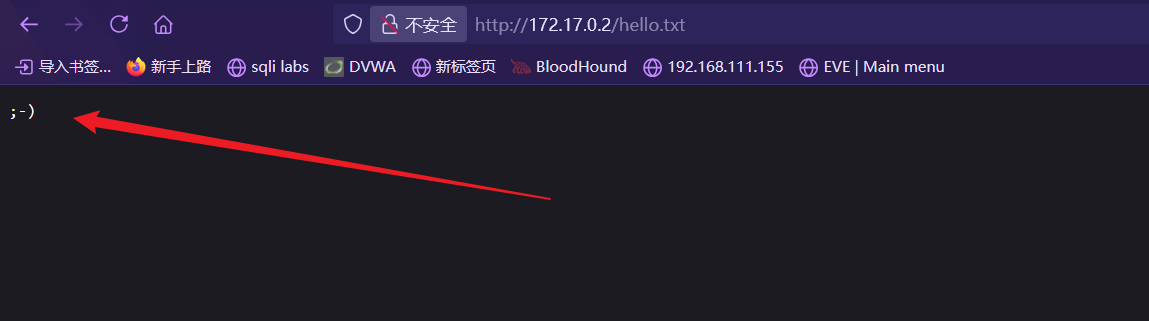 不安全 http://172.17.0.2/hello.txt
导入书签... 新手上路 sqli labs DVWA 新标签页 BloodHound 192.168.111.155 EVE | Main menu
;-)